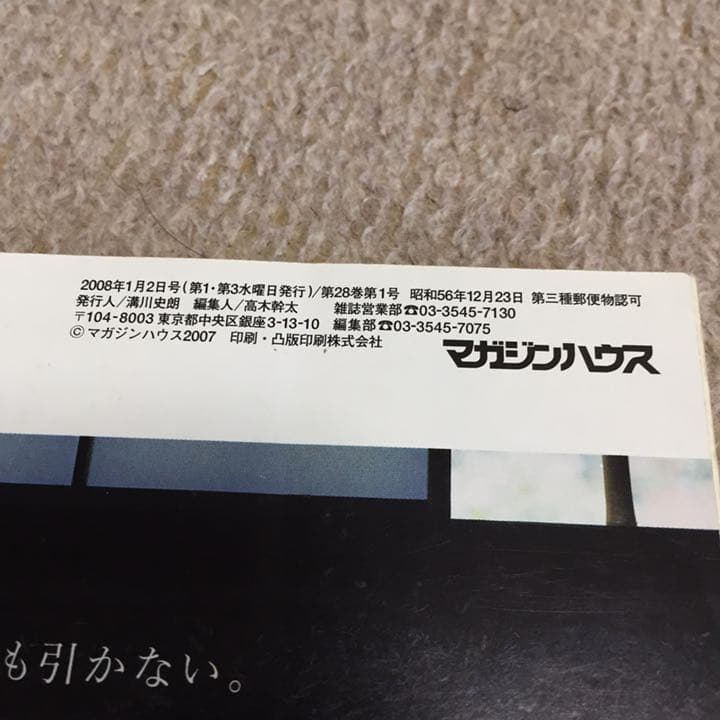 2008年1月2日号(第1・第3水曜日発行)/第28巻第1号 昭和56年12月23日 第三種郵便物認可
発行人/溝川史朗 編集人/高木幹太 雑誌営業部☎03-3545-7130
〒104-8003 東京都中央区銀座3-13-10 編集部☎03-3545-7075
©マガジンハウス2007 印刷・凸版印刷株式会社
マガジンハウス
も引かない。